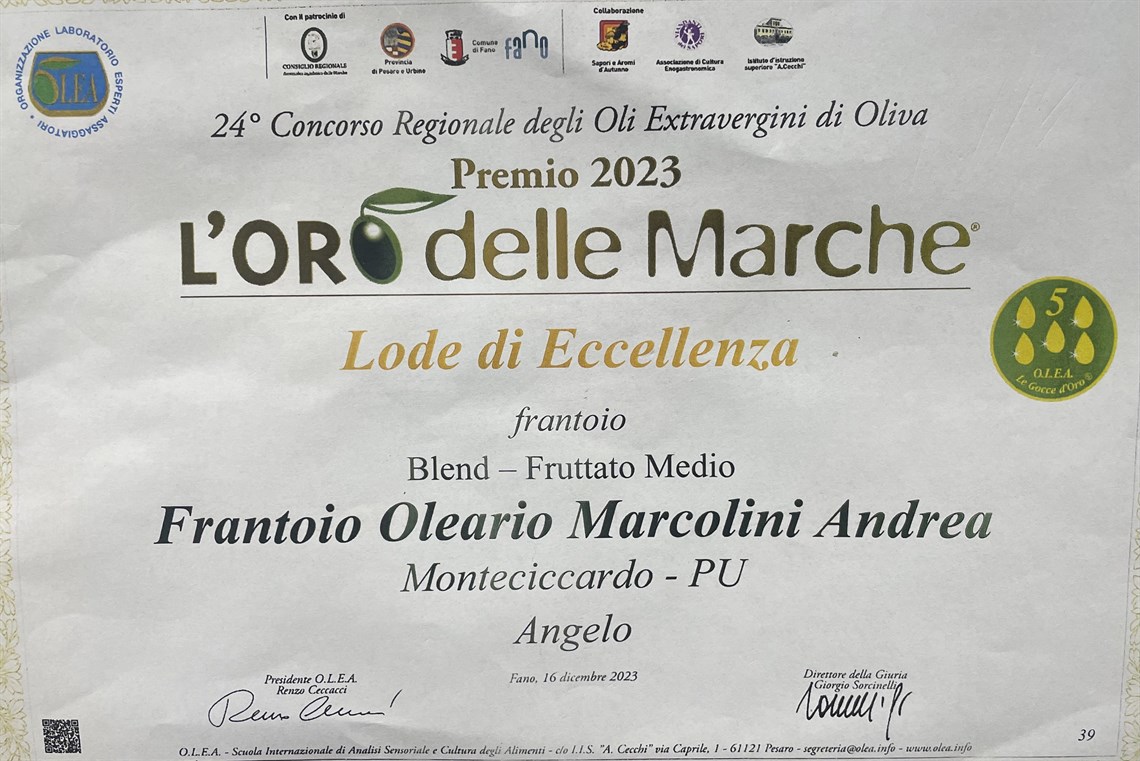 ORGANIZZAZIONE LABORATORIO ESPERTI ASSAGGIATORI
OLEA
Con il patrocinio di
CONSIGLIO REGIONALE
Provincia
di Pesaro e Urbino
Comune
di Fano
fano
Collaborazione
Sapori e Aromi
d'Autunno
Associazione di Cultura
Enogastronomica
Istituto d'istruzione
superiore "A.Cecchi"
24° Concorso Regionale degli Oli Extravergini di Oliva
Premio 2023
L'ORO delle Marche®
5
O.L.E.A.
Le Gocce d'Oro®
Lode di Eccellenza
frantoio
Blend – Fruttato Medio
Frantoio Oleario Marcolini Andrea
Monteciccardo - PU
Angelo
Presidente O.L.E.A.
Renzo Ceccacci
Fano, 16 dicembre 2023
Direttore della Giuria
Giorgio Sorcinelli
39
O.L.E.A. - Scuola Internazionale di Analisi Sensoriale e Cultura degli Alimenti - c/o I.I.S. "A. Cecchi" via Caprile, 1 - 61121 Pesaro - segreteria@olea.info - www.olea.info